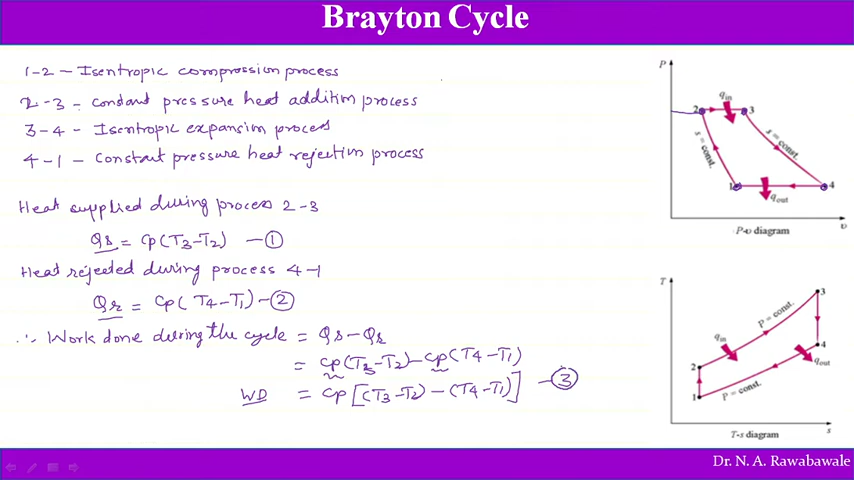 Brayton Cycle
1-2 – Isentropic compression process
2-3 – constant pressure heat addition process
3-4 – Isentropic expansion process
4-1 – Constant pressure heat rejection process
Heat supplied during process 2-3
Qs = Cp(T3-T2) —①
Heat rejected during process 4-1
Qr = Cp(T4-T1) —②
∴ Work done during the cycle = Qs-Qr
= Cp(T3-T2)-Cp(T4-T1)
WD = Cp[(T3-T2)-(T4-T1)] —③
P
qin
2 3
s = const.
s = const.
1 4
qout
υ
P-υ diagram
T
3
P = const.
qin
4
qout
2
P = const.
1
s
T-s diagram
Dr. N. A. Rawabawale